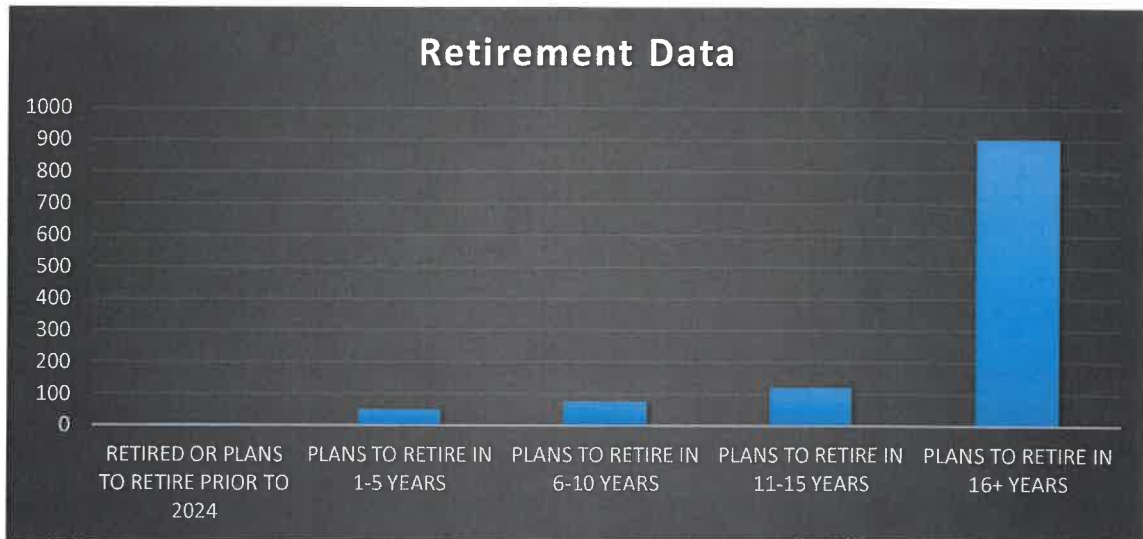 Retirement Data
1000
900
800
700
600
500
400
300
200
100
0
RETIRED OR PLANS
TO RETIRE PRIOR TO
2024
PLANS TO RETIRE IN
1-5 YEARS
PLANS TO RETIRE IN
6-10 YEARS
PLANS TO RETIRE IN
11-15 YEARS
PLANS TO RETIRE IN
16+ YEARS